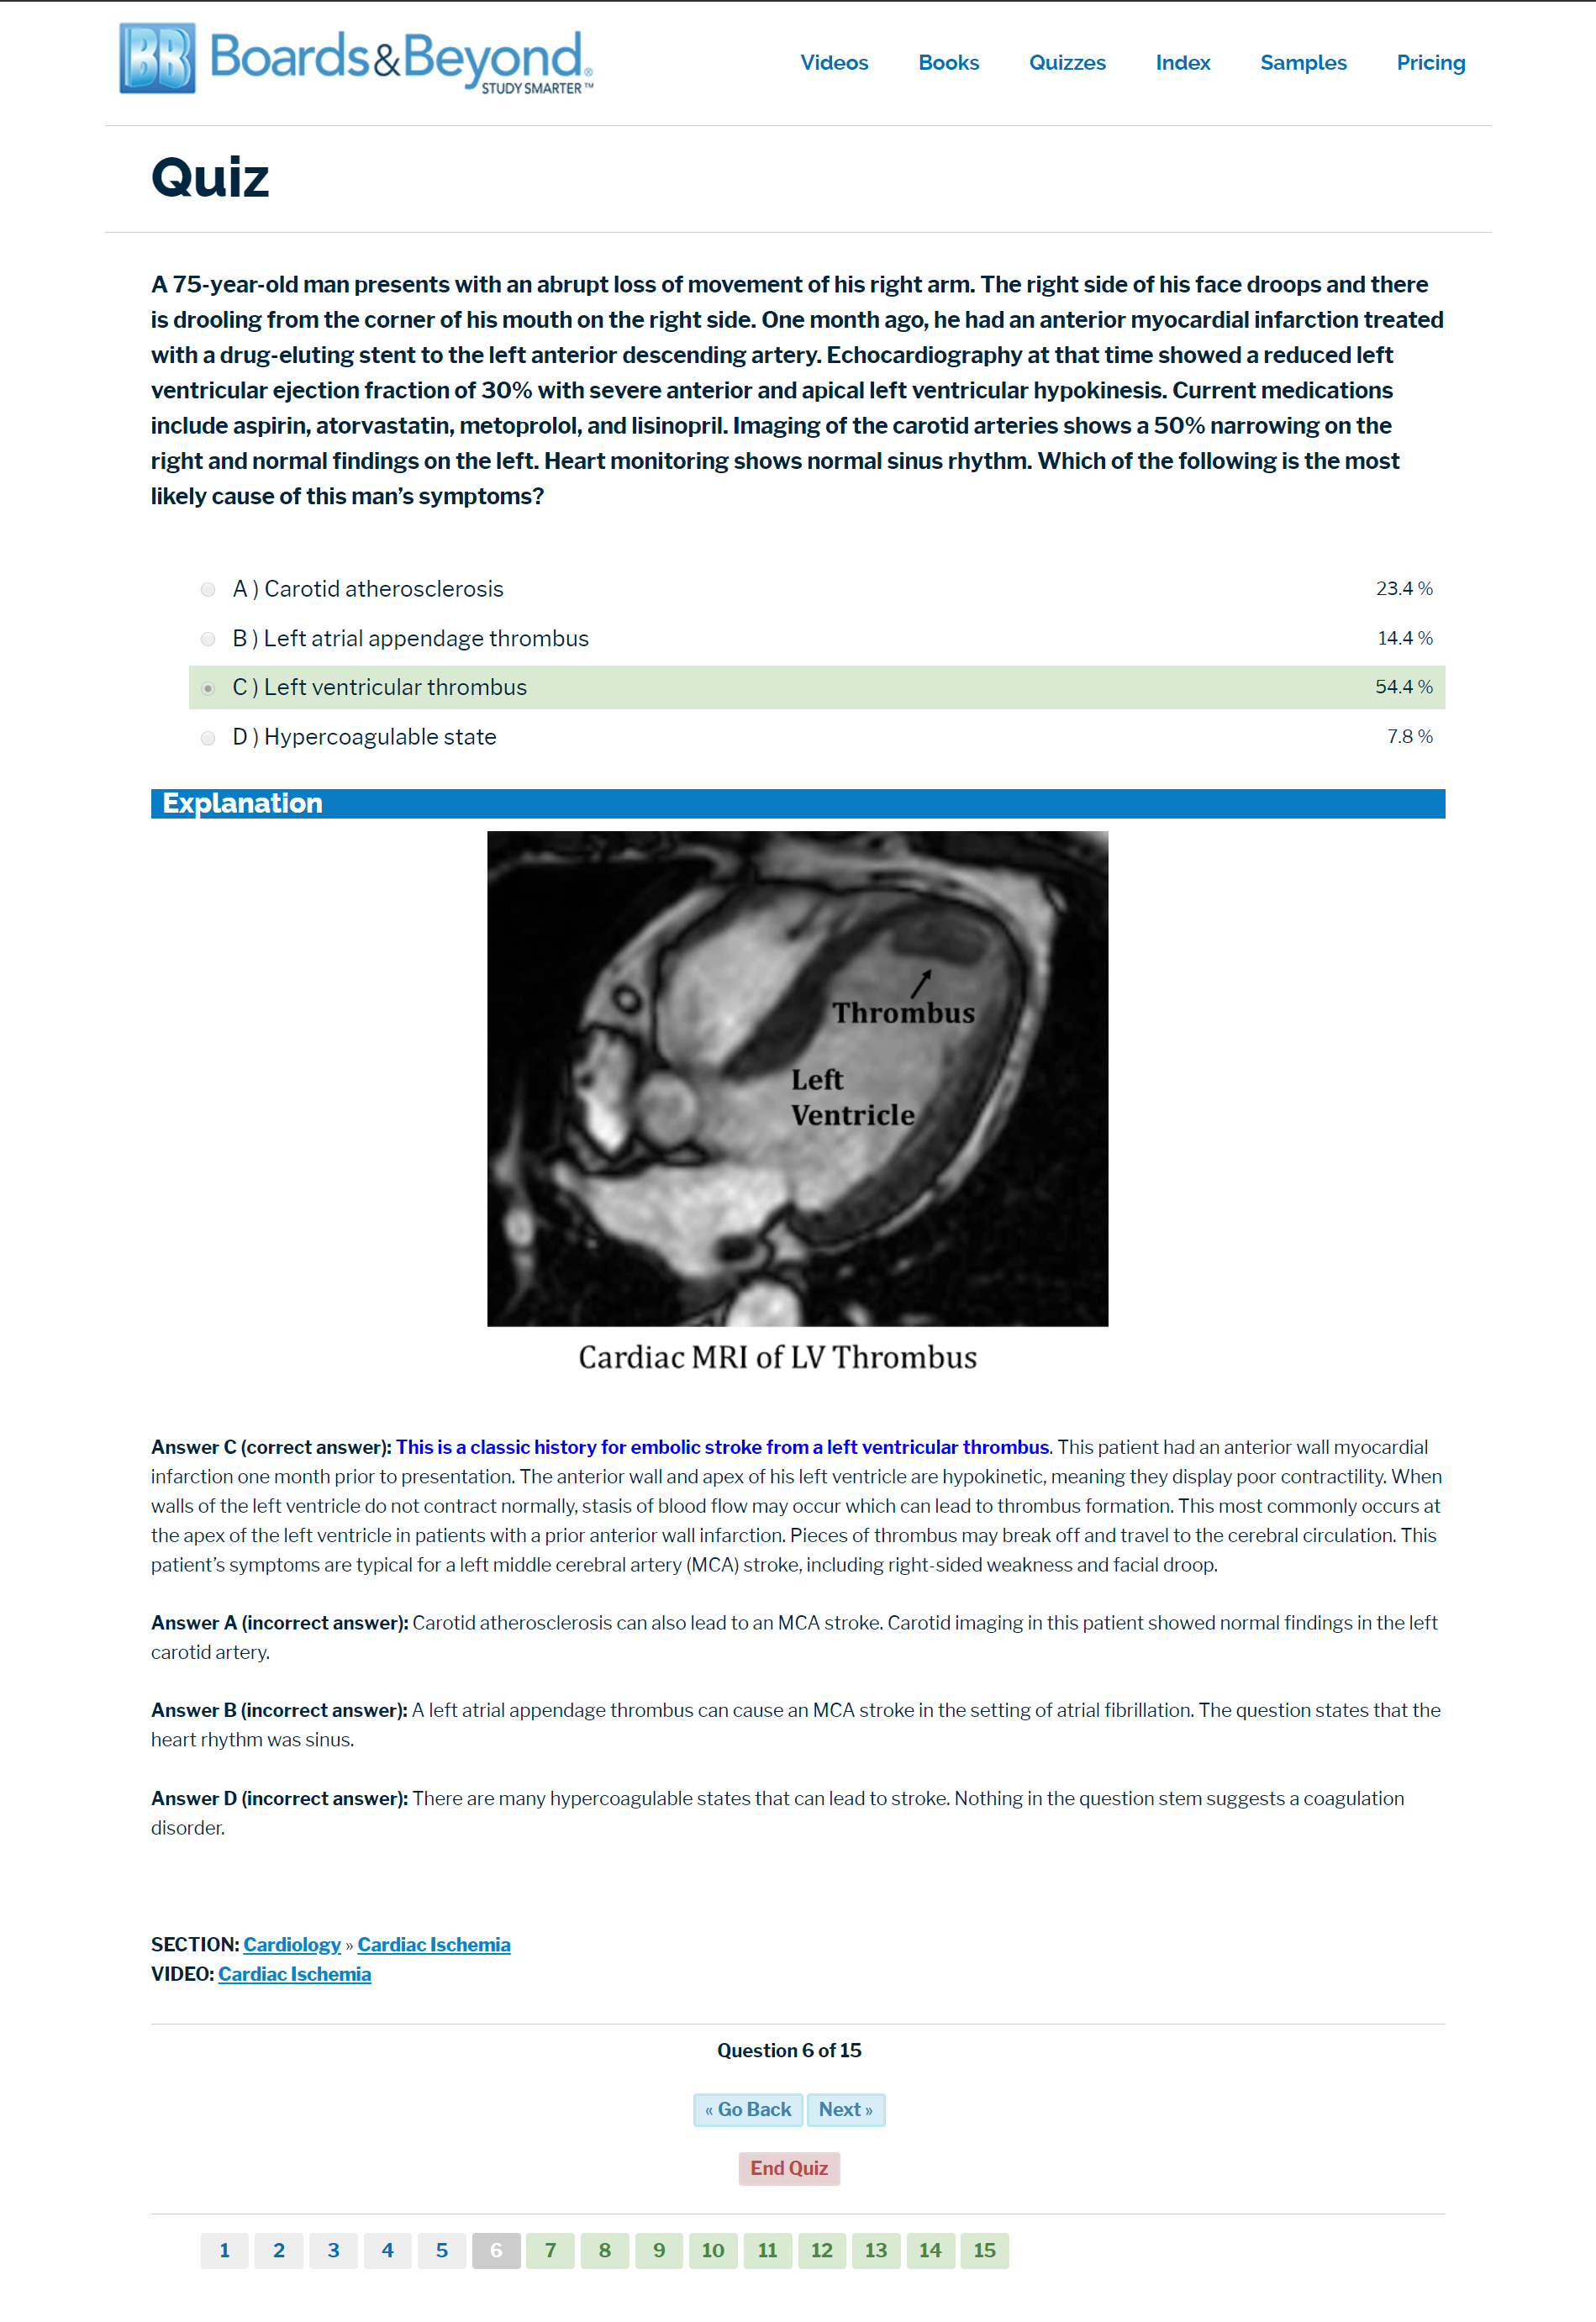 BB Boards&Beyond®
STUDY SMARTER™
Videos Books Quizzes Index Samples Pricing
Quiz
A 75-year-old man presents with an abrupt loss of movement of his right arm. The right side of his face droops and there
is drooling from the corner of his mouth on the right side. One month ago, he had an anterior myocardial infarction treated
with a drug-eluting stent to the left anterior descending artery. Echocardiography at that time showed a reduced left
ventricular ejection fraction of 30% with severe anterior and apical left ventricular hypokinesis. Current medications
include aspirin, atorvastatin, metoprolol, and lisinopril. Imaging of the carotid arteries shows a 50% narrowing on the
right and normal findings on the left. Heart monitoring shows normal sinus rhythm. Which of the following is the most
likely cause of this man’s symptoms?
A ) Carotid atherosclerosis 23.4 %
B ) Left atrial appendage thrombus 14.4 %
C ) Left ventricular thrombus 54.4 %
D ) Hypercoagulable state 7.8 %
Explanation
Thrombus
Left
Ventricle
Cardiac MRI of LV Thrombus
Answer C (correct answer): This is a classic history for embolic stroke from a left ventricular thrombus. This patient had an anterior wall myocardial
infarction one month prior to presentation. The anterior wall and apex of his left ventricle are hypokinetic, meaning they display poor contractility. When
walls of the left ventricle do not contract normally, stasis of blood flow may occur which can lead to thrombus formation. This most commonly occurs at
the apex of the left ventricle in patients with a prior anterior wall infarction. Pieces of thrombus may break off and travel to the cerebral circulation. This
patient’s symptoms are typical for a left middle cerebral artery (MCA) stroke, including right-sided weakness and facial droop.
Answer A (incorrect answer): Carotid atherosclerosis can also lead to an MCA stroke. Carotid imaging in this patient showed normal findings in the left
carotid artery.
Answer B (incorrect answer): A left atrial appendage thrombus can cause an MCA stroke in the setting of atrial fibrillation. The question states that the
heart rhythm was sinus.
Answer D (incorrect answer): There are many hypercoagulable states that can lead to stroke. Nothing in the question stem suggests a coagulation
disorder.
SECTION: Cardiology » Cardiac Ischemia
VIDEO: Cardiac Ischemia
Question 6 of 15
« Go Back Next »
End Quiz
1 2 3 4 5 6 7 8 9 10 11 12 13 14 15